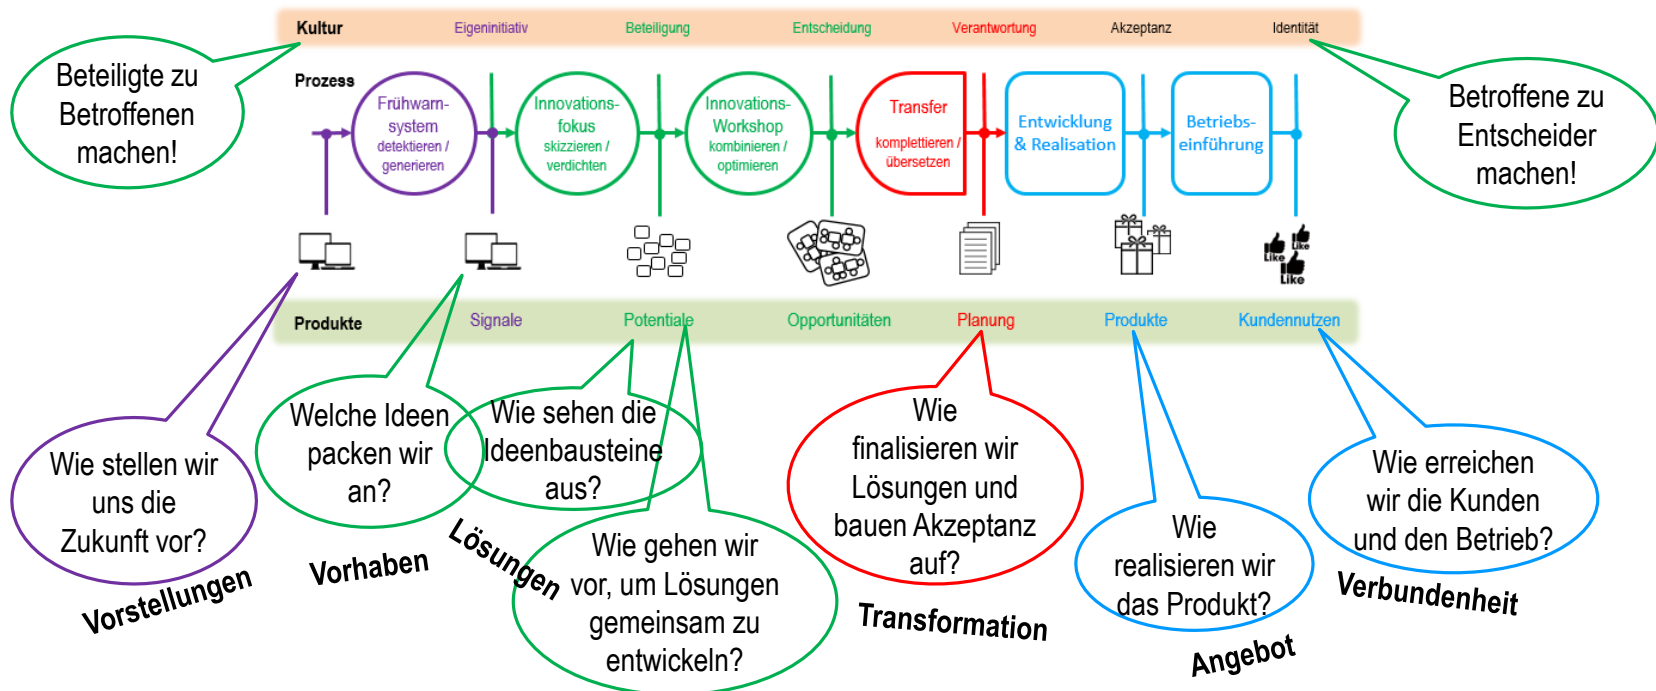 Kultur
Eigeninitiativ
Beteiligung
Entscheidung
Verantwortung
Akzeptanz
Identität
Beteiligte zu
Betroffenen
machen!
Prozess
Frühwarn-
system
detektieren /
generieren
Innovations-
fokus
skizzieren /
verdichten
Innovations-
Workshop
kombinieren /
optimieren
Transfer
komplettieren /
übersetzen
Entwicklung
& Realisation
Betriebs-
einführung
Betroffene zu
Entscheider
machen!
Like
Like
Like
Produkte
Signale
Potentiale
Opportunitäten
Planung
Produkte
Kundennutzen
Wie stellen wir
uns die
Zukunft vor?
Vorstellungen
Welche Ideen
packen wir
an?
Vorhaben
Wie sehen die
Ideenbausteine
aus?
Lösungen
Wie gehen wir
vor, um Lösungen
gemeinsam zu
entwickeln?
Wie
finalisieren wir
Lösungen und
bauen Akzeptanz
auf?
Transformation
Wie
realisieren wir
das Produkt?
Angebot
Wie erreichen
wir die Kunden
und den Betrieb?
Verbundenheit